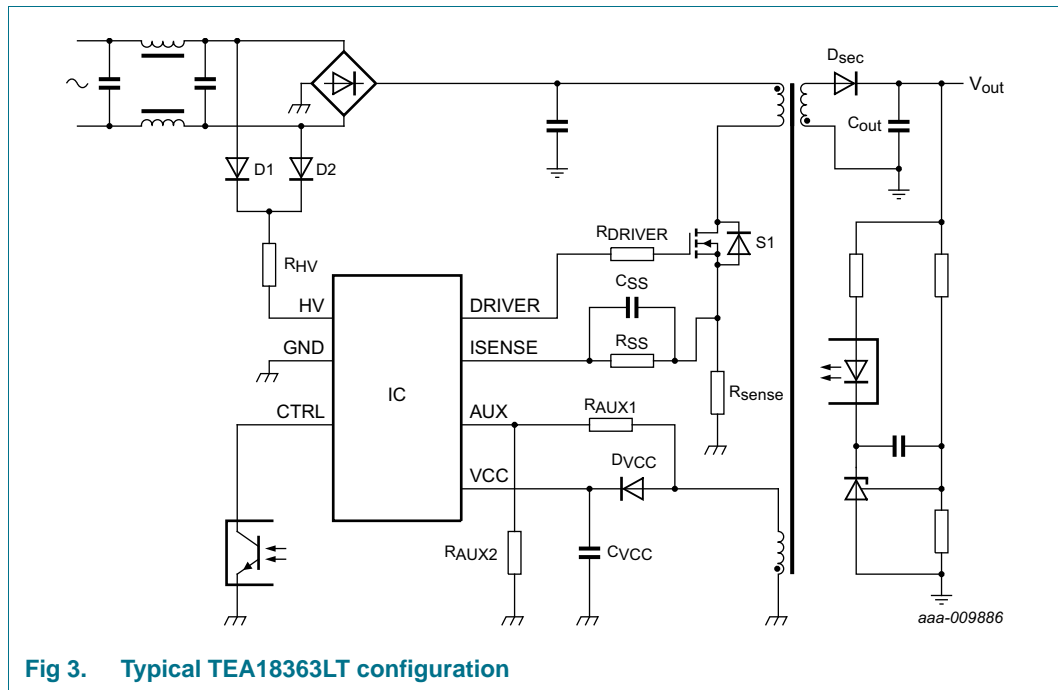 Dsec
Vout
Cout
D1
D2
RDRIVER
S1
RHV
CSS
HV
DRIVER
RSS
GND
ISENSE
Rsense
IC
CTRL
AUX
RAUX1
DVCC
VCC
RAUX2
CVCC
aaa-009886
Fig 3. Typical TEA18363LT configuration